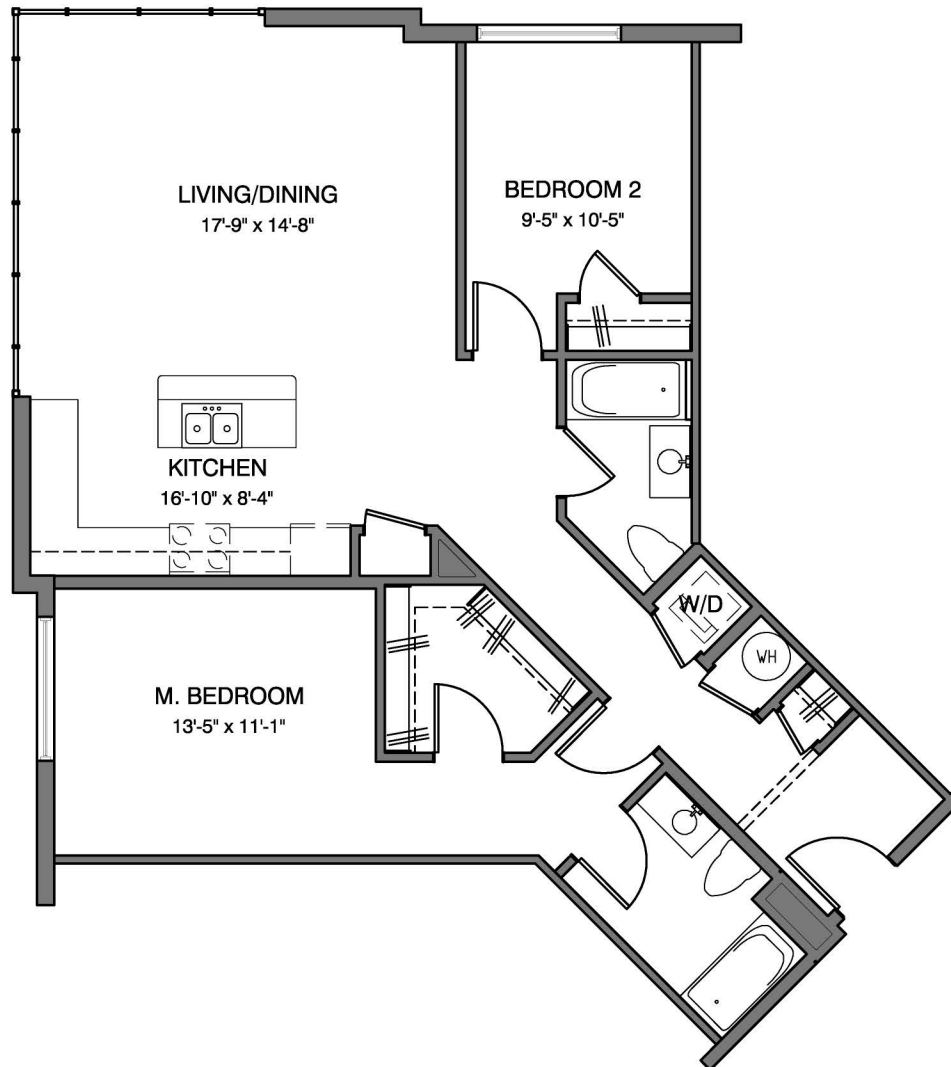 LIVING/DINING
17'-9" x 14'-8"
BEDROOM 2
9'-5" x 10'-5"
KITCHEN
16'-10" x 8'-4"
W/D
WH
M. BEDROOM
13'-5" x 11'-1"